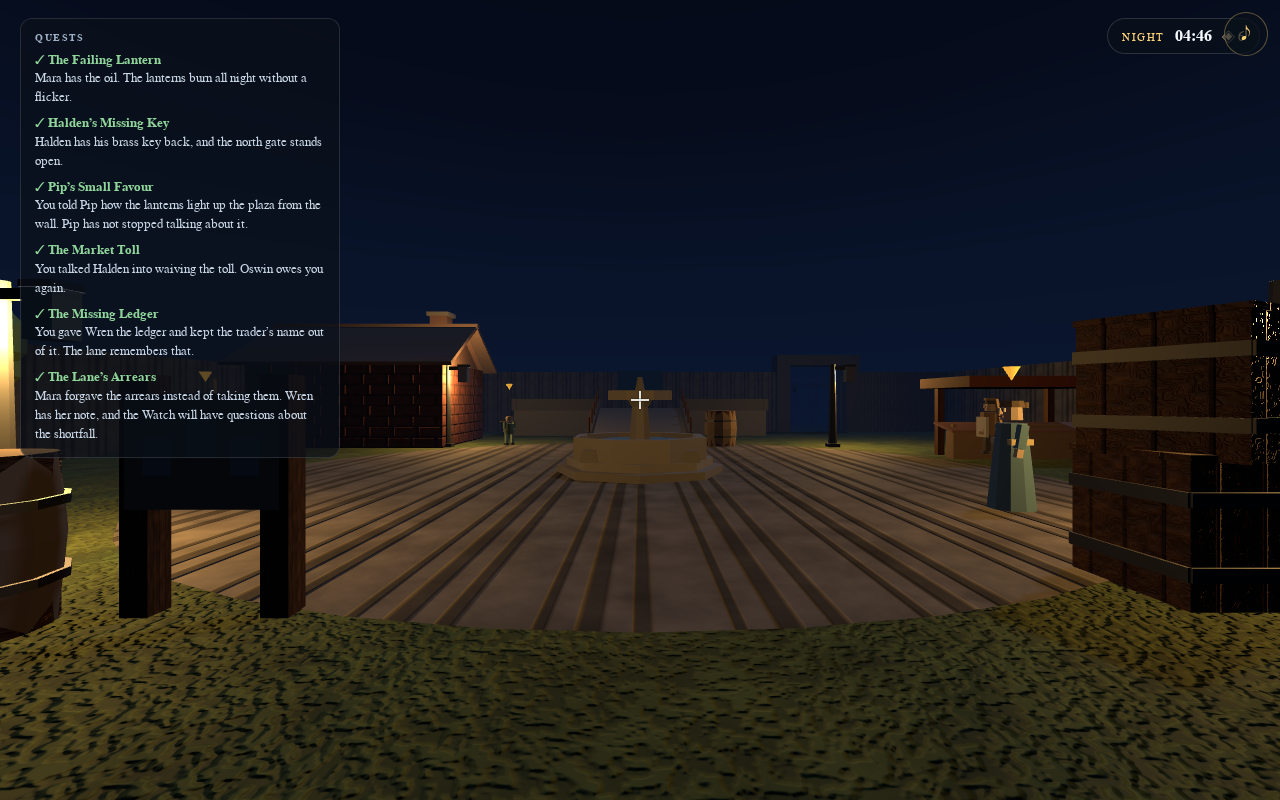 QUESTS
✓ The Failing Lantern
Mara has the oil. The lanterns burn all night without a
flicker.
✓ Halden’s Missing Key
Halden has his brass key back, and the north gate stands
open.
✓ Pip’s Small Favour
You told Pip how the lanterns light up the plaza from the
wall. Pip has not stopped talking about it.
✓ The Market Toll
You talked Halden into waiving the toll. Oswin owes you
again.
✓ The Missing Ledger
You gave Wren the ledger and kept the trader’s name out
of it. The lane remembers that.
✓ The Lane’s Arrears
Mara forgave the arrears instead of taking them. Wren
has her note, and the Watch will have questions about
the shortfall.
NIGHT 04:46